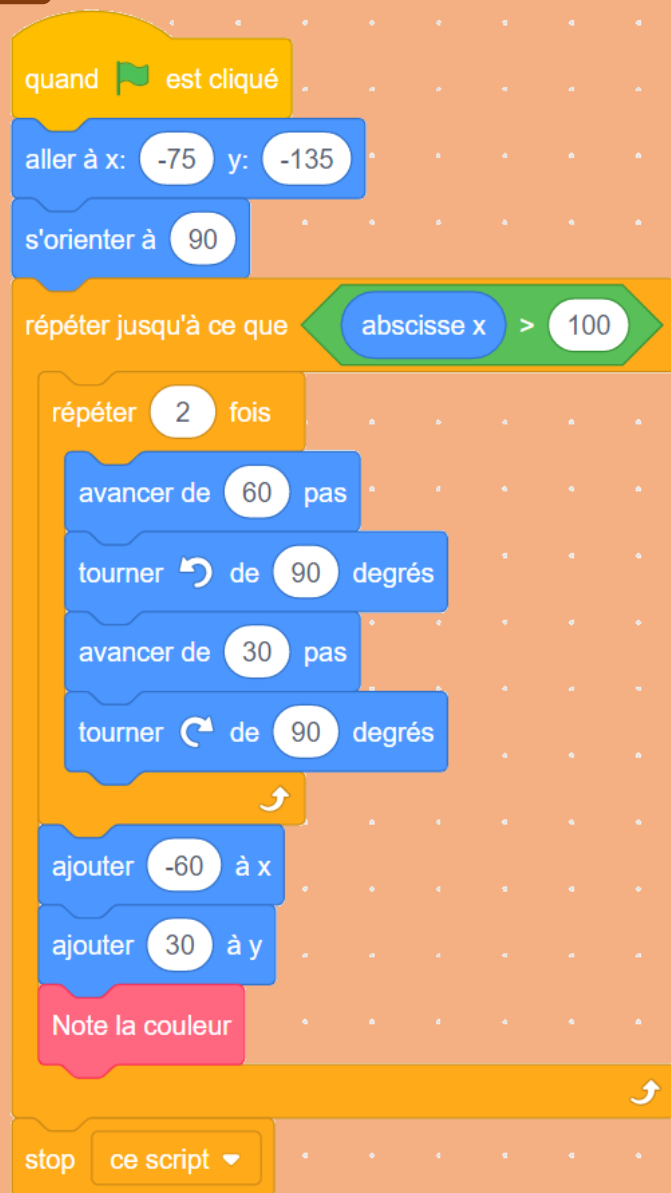 quand est cliqué
aller à x: -75 y: -135
s'orienter à 90
répéter jusqu'à ce que abscisse x > 100
répéter 2 fois
avancer de 60 pas
tourner de 90 degrés
avancer de 30 pas
tourner de 90 degrés
ajouter -60 à x
ajouter 30 à y
Note la couleur
stop ce script